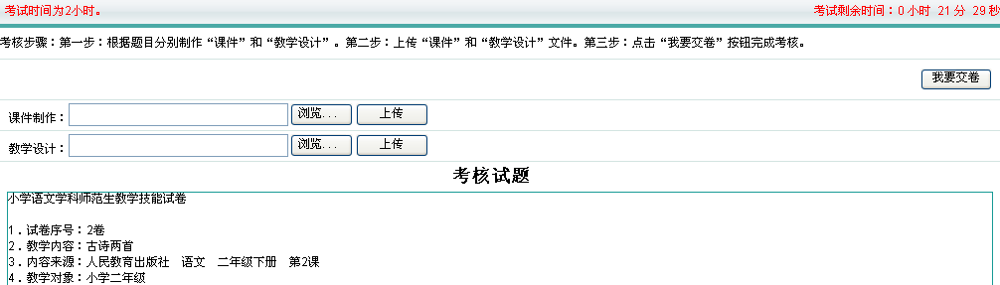 考试时间为2小时。 考试剩余时间：0 小时 21 分 29 秒
考核步骤：第一步：根据题目分别制作“课件”和“教学设计”。第二步：上传“课件”和“教学设计”文件。第三步：点击“我要交卷”按钮完成考核。
我要交卷
课件制作： 浏览... 上传
教学设计： 浏览... 上传
考核试题
小学语文学科师范生教学技能试卷
1．试卷序号：2卷
2．教学内容：古诗两首
3．内容来源：人民教育出版社 语文 二年级下册 第2课
4．教学对象：小学二年级